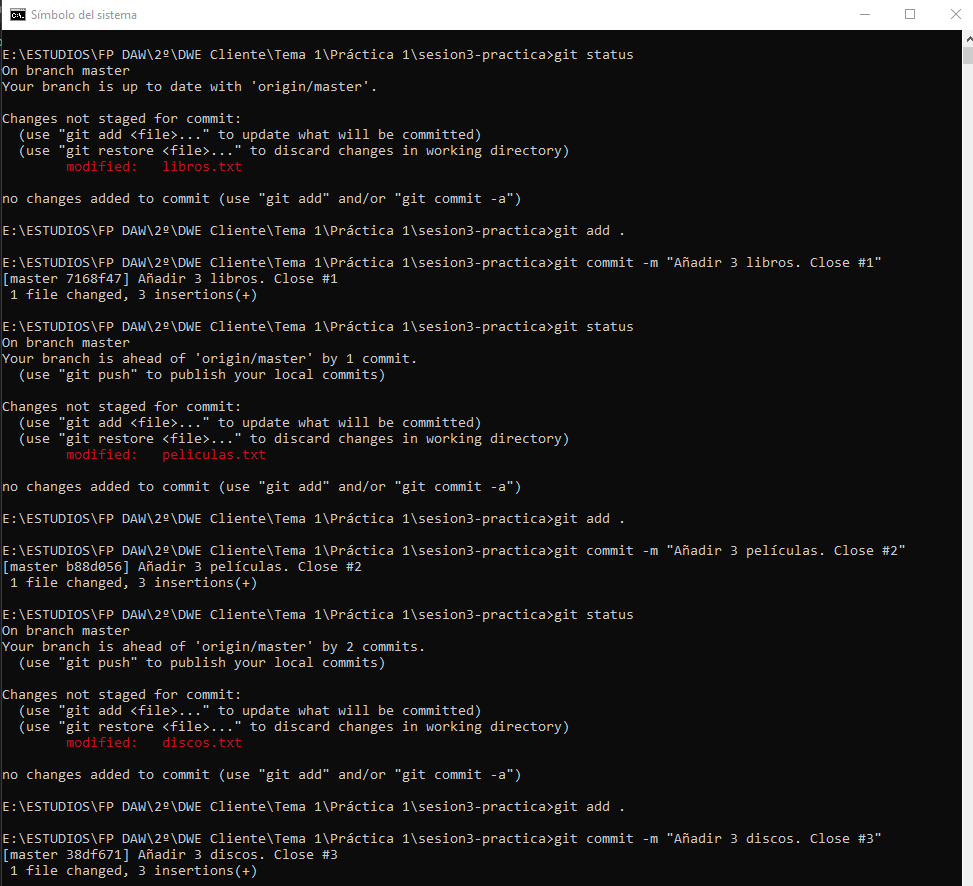 Símbolo del sistema
E:\ESTUDIOS\FP DAW\2º\DWE Cliente\Tema 1\Práctica 1\sesion3-practica>git status
On branch master
Your branch is up to date with 'origin/master'.
Changes not staged for commit:
  (use "git add <file>..." to update what will be committed)
  (use "git restore <file>..." to discard changes in working directory)
        modified:   libros.txt
no changes added to commit (use "git add" and/or "git commit -a")
E:\ESTUDIOS\FP DAW\2º\DWE Cliente\Tema 1\Práctica 1\sesion3-practica>git add .
E:\ESTUDIOS\FP DAW\2º\DWE Cliente\Tema 1\Práctica 1\sesion3-practica>git commit -m "Añadir 3 libros. Close #1"
[master 7168f47] Añadir 3 libros. Close #1
 1 file changed, 3 insertions(+)
E:\ESTUDIOS\FP DAW\2º\DWE Cliente\Tema 1\Práctica 1\sesion3-practica>git status
On branch master
Your branch is ahead of 'origin/master' by 1 commit.
  (use "git push" to publish your local commits)
Changes not staged for commit:
  (use "git add <file>..." to update what will be committed)
  (use "git restore <file>..." to discard changes in working directory)
        modified:   peliculas.txt
no changes added to commit (use "git add" and/or "git commit -a")
E:\ESTUDIOS\FP DAW\2º\DWE Cliente\Tema 1\Práctica 1\sesion3-practica>git add .
E:\ESTUDIOS\FP DAW\2º\DWE Cliente\Tema 1\Práctica 1\sesion3-practica>git commit -m "Añadir 3 películas. Close #2"
[master b88d056] Añadir 3 películas. Close #2
 1 file changed, 3 insertions(+)
E:\ESTUDIOS\FP DAW\2º\DWE Cliente\Tema 1\Práctica 1\sesion3-practica>git status
On branch master
Your branch is ahead of 'origin/master' by 2 commits.
  (use "git push" to publish your local commits)
Changes not staged for commit:
  (use "git add <file>..." to update what will be committed)
  (use "git restore <file>..." to discard changes in working directory)
        modified:   discos.txt
no changes added to commit (use "git add" and/or "git commit -a")
E:\ESTUDIOS\FP DAW\2º\DWE Cliente\Tema 1\Práctica 1\sesion3-practica>git add .
E:\ESTUDIOS\FP DAW\2º\DWE Cliente\Tema 1\Práctica 1\sesion3-practica>git commit -m "Añadir 3 discos. Close #3"
[master 38df671] Añadir 3 discos. Close #3
 1 file changed, 3 insertions(+)